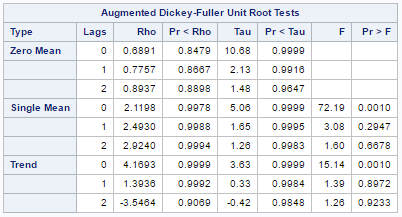 Augmented Dickey-Fuller Unit Root Tests
Type Lags Rho Pr < Rho Tau Pr < Tau F Pr > F
Zero Mean 0 0.6891 0.8479 10.68 0.9999
1 0.7757 0.8667 2.13 0.9916
2 0.8937 0.8898 1.48 0.9647
Single Mean 0 2.1198 0.9978 5.06 0.9999 72.19 0.0010
1 2.4930 0.9988 1.65 0.9995 3.08 0.2947
2 2.9240 0.9994 1.26 0.9983 1.60 0.6678
Trend 0 4.1693 0.9999 3.63 0.9999 15.14 0.0010
1 1.3936 0.9992 0.33 0.9984 1.39 0.8972
2 -3.5464 0.9069 -0.42 0.9848 1.26 0.9233